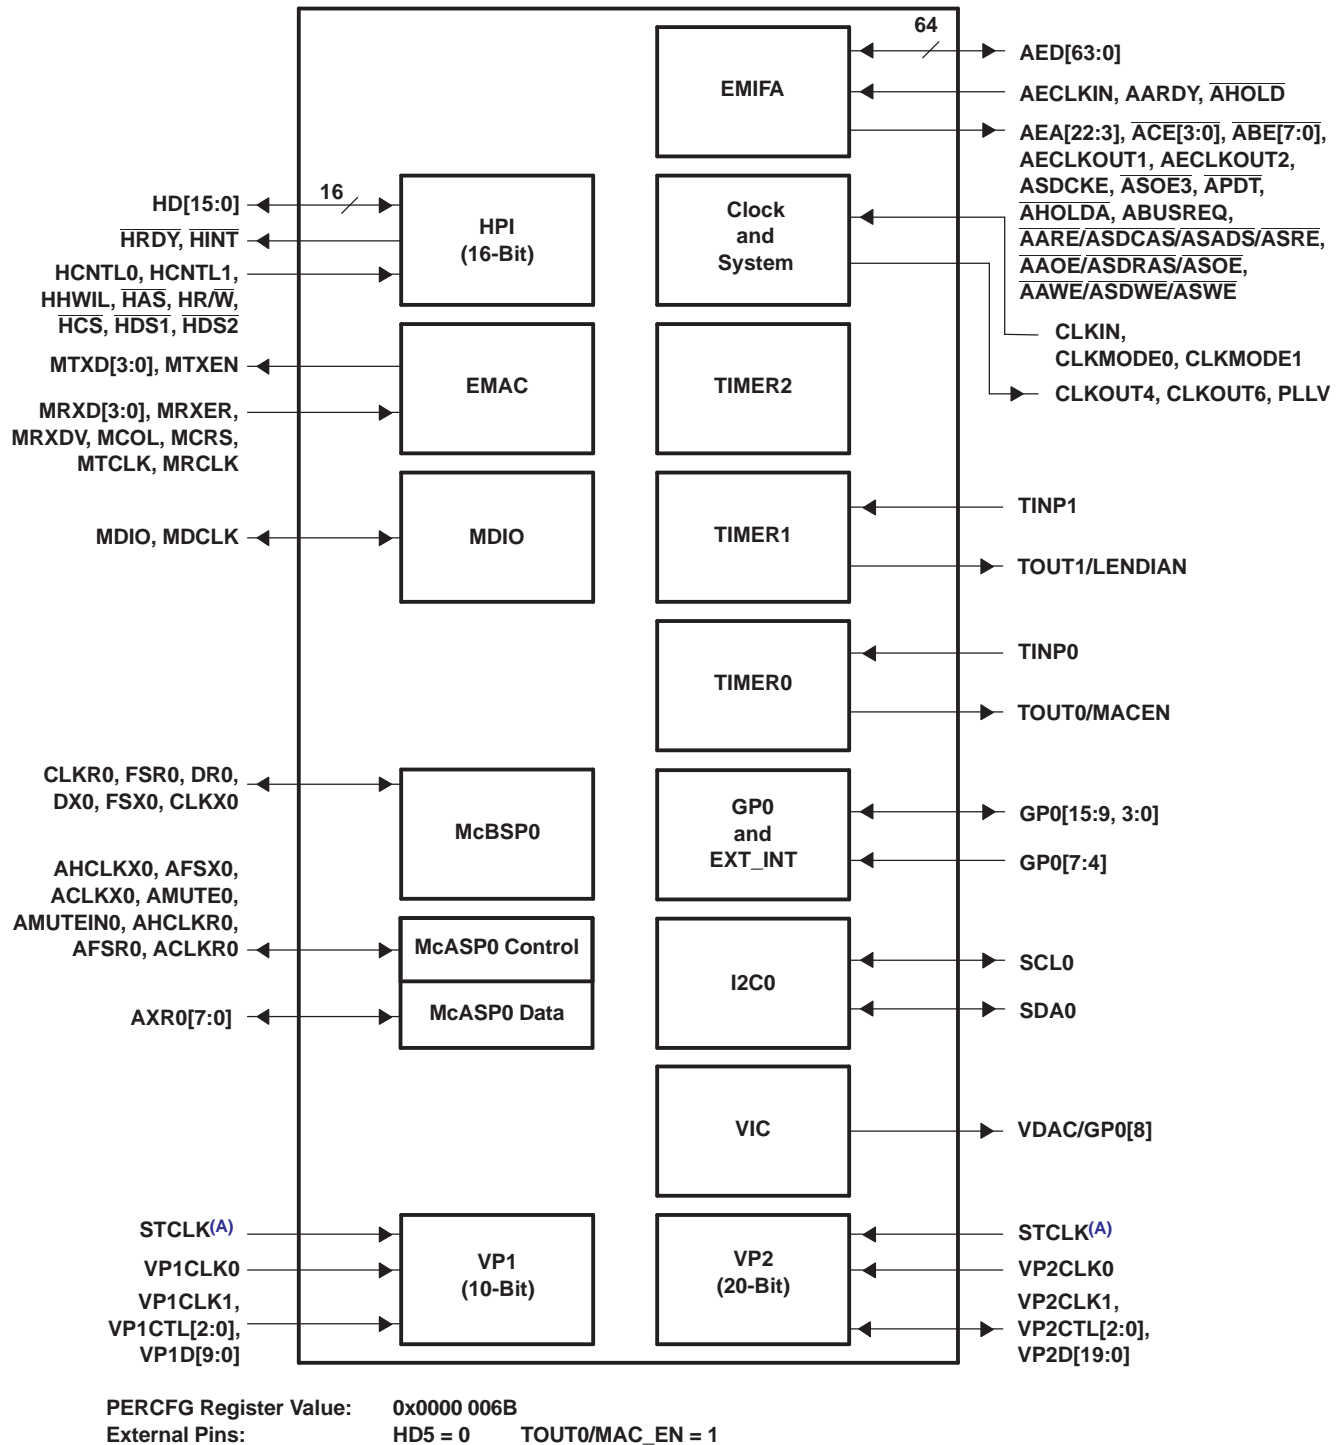 64
AED[63:0]
EMIFA
AECLKIN, AARDY, AHOLD
AEA[22:3], ACE[3:0], ABE[7:0],
AECLKOUT1, AECLKOUT2,
ASDCKE, ASOE3, APDT,
AHOLDA, ABUSREQ,
AARE/ASDCAS/ASADS/ASRE,
AAOE/ASDRAS/ASOE,
AAWE/ASDWE/ASWE
HD[15:0]
16
HRDY, HINT
HCNTL0, HCNTL1,
HHWIL, HAS, HR/W,
HCS, HDS1, HDS2
HPI
(16-Bit)
Clock
and
System
CLKIN,
CLKMODE0, CLKMODE1
CLKOUT4, CLKOUT6, PLLV
MTXD[3:0], MTXEN
MRXD[3:0], MRXER,
MRXDV, MCOL, MCRS,
MTCLK, MRCLK
EMAC
TIMER2
MDIO, MDCLK
MDIO
TIMER1
TINP1
TOUT1/LENDIAN
TIMER0
TINP0
TOUT0/MACEN
CLKR0, FSR0, DR0,
DX0, FSX0, CLKX0
McBSP0
GP0
and
EXT_INT
GP0[15:9, 3:0]
GP0[7:4]
AHCLKX0, AFSX0,
ACLKX0, AMUTE0,
AMUTEIN0, AHCLKR0,
AFSR0, ACLKR0
McASP0 Control
AXR0[7:0]
McASP0 Data
I2C0
SCL0
SDA0
VIC
VDAC/GP0[8]
STCLK(A)
VP1CLK0
VP1CLK1,
VP1CTL[2:0],
VP1D[9:0]
VP1
(10-Bit)
VP2
(20-Bit)
STCLK(A)
VP2CLK0
VP2CLK1,
VP2CTL[2:0],
VP2D[19:0]
PERCFG Register Value: 0x0000 006B
External Pins: HD5 = 0 TOUT0/MAC_EN = 1